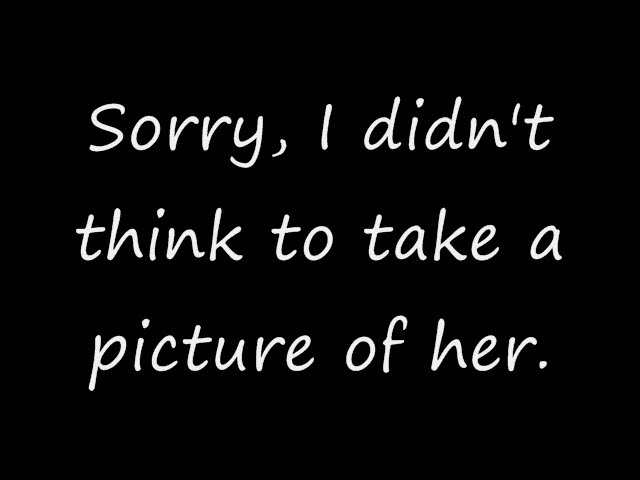 Sorry, I didn't
think to take a
picture of her.